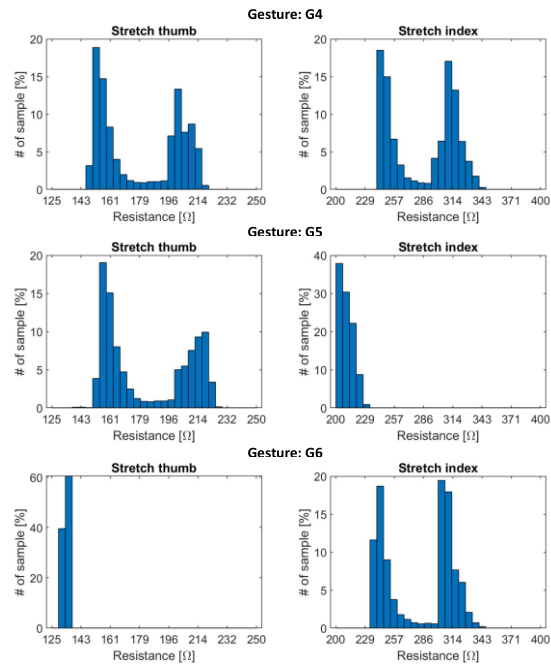 Gesture: G4
Stretch thumb
Stretch index
# of sample [%]
20
15
10
5
0
125 143 161 179 196 214 232 250
Resistance [Ω]
# of sample [%]
20
15
10
5
0
200 229 257 286 314 343 371 400
Resistance [Ω]
Gesture: G5
Stretch thumb
Stretch index
# of sample [%]
20
15
10
5
0
125 143 161 179 196 214 232 250
Resistance [Ω]
# of sample [%]
40
30
20
10
0
200 229 257 286 314 343 371 400
Resistance [Ω]
Gesture: G6
Stretch thumb
Stretch index
# of sample [%]
60
40
20
0
125 143 161 179 196 214 232 250
Resistance [Ω]
# of sample [%]
20
15
10
5
0
200 229 257 286 314 343 371 400
Resistance [Ω]